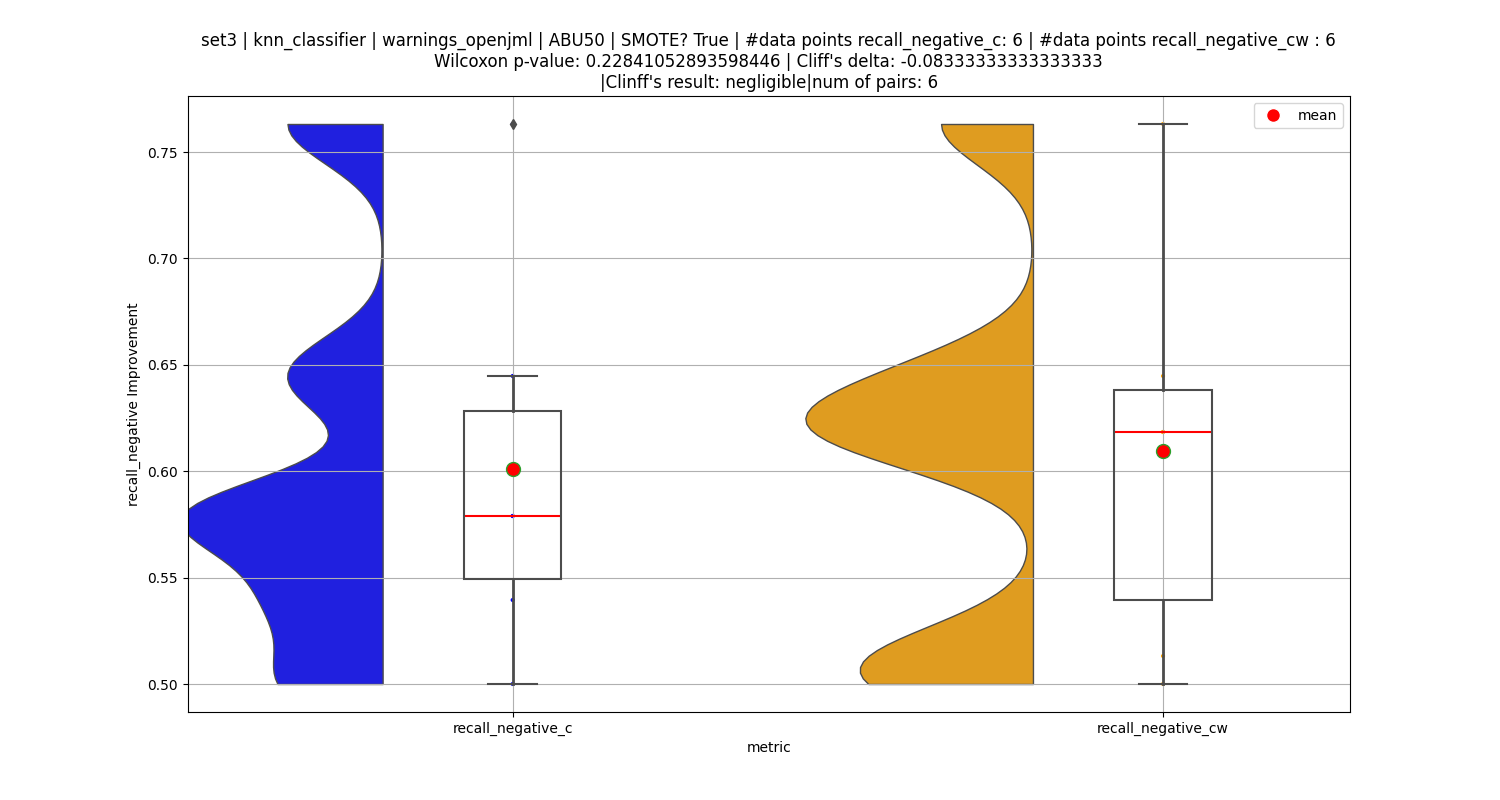 set3 | knn_classifier | warnings_openjml | ABU50 | SMOTE? True | #data points recall_negative_c: 6 | #data points recall_negative_cw : 6
Wilcoxon p-value: 0.22841052893598446 | Cliff's delta: -0.08333333333333333
|Clinff's result: negligible|num of pairs: 6
mean
0.75
0.70
0.65
0.60
0.55
0.50
recall_negative Improvement
recall_negative_c
recall_negative_cw
metric